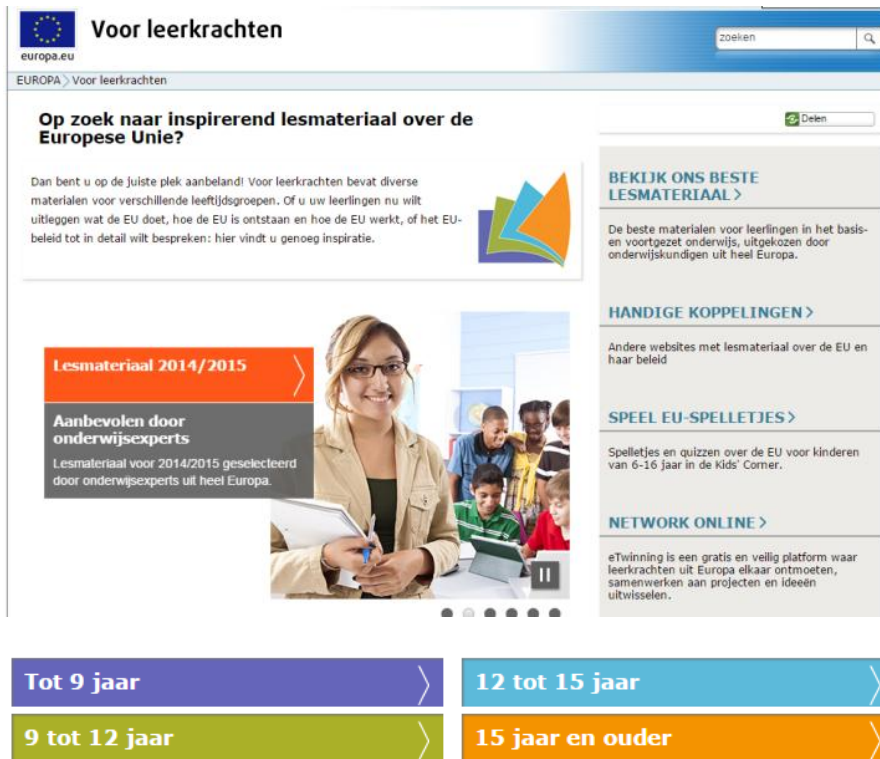 Voor leerkrachten
europa.eu
zoeken
EUROPA > Voor leerkrachten
Op zoek naar inspirerend lesmateriaal over de
Europese Unie?
Dan bent u op de juiste plek aanbeland! Voor leerkrachten bevat diverse
materialen voor verschillende leeftijdsgroepen. Of u uw leerlingen nu wilt
uitleggen wat de EU doet, hoe de EU is ontstaan en hoe de EU werkt, of het EU-
beleid tot in detail wilt bespreken: hier vindt u genoeg inspiratie.
Lesmateriaal 2014/2015
Aanbevolen door
onderwijsexperts
Lesmateriaal voor 2014/2015 geselecteerd
door onderwijsexperts uit heel Europa.
Delen
BEKIJK ONS BESTE
LESMATERIAAL >
De beste materialen voor leerlingen in het basis-
en voortgezet onderwijs, uitgekozen door
onderwijskundigen uit heel Europa.
HANDIGE KOPPELINGEN >
Andere websites met lesmateriaal over de EU en
haar beleid
SPEEL EU-SPELLETJES >
Spelletjes en quizzen over de EU voor kinderen
van 6-16 jaar in de Kids' Corner.
NETWORK ONLINE >
eTwinning is een gratis en veilig platform waar
leerkrachten uit Europa elkaar ontmoeten,
samenwerken aan projecten en ideeën
uitwisselen.
Tot 9 jaar
12 tot 15 jaar
9 tot 12 jaar
15 jaar en ouder